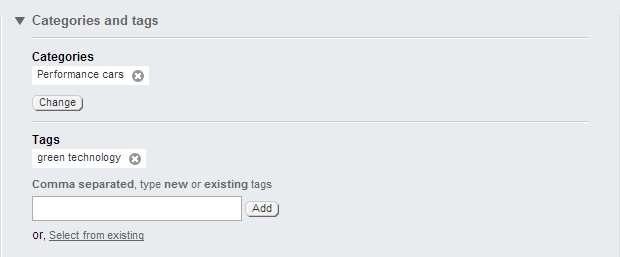 Categories and tags
Categories
Performance cars
Change
Tags
green technology
Comma separated, type new or existing tags
Add
or, Select from existing